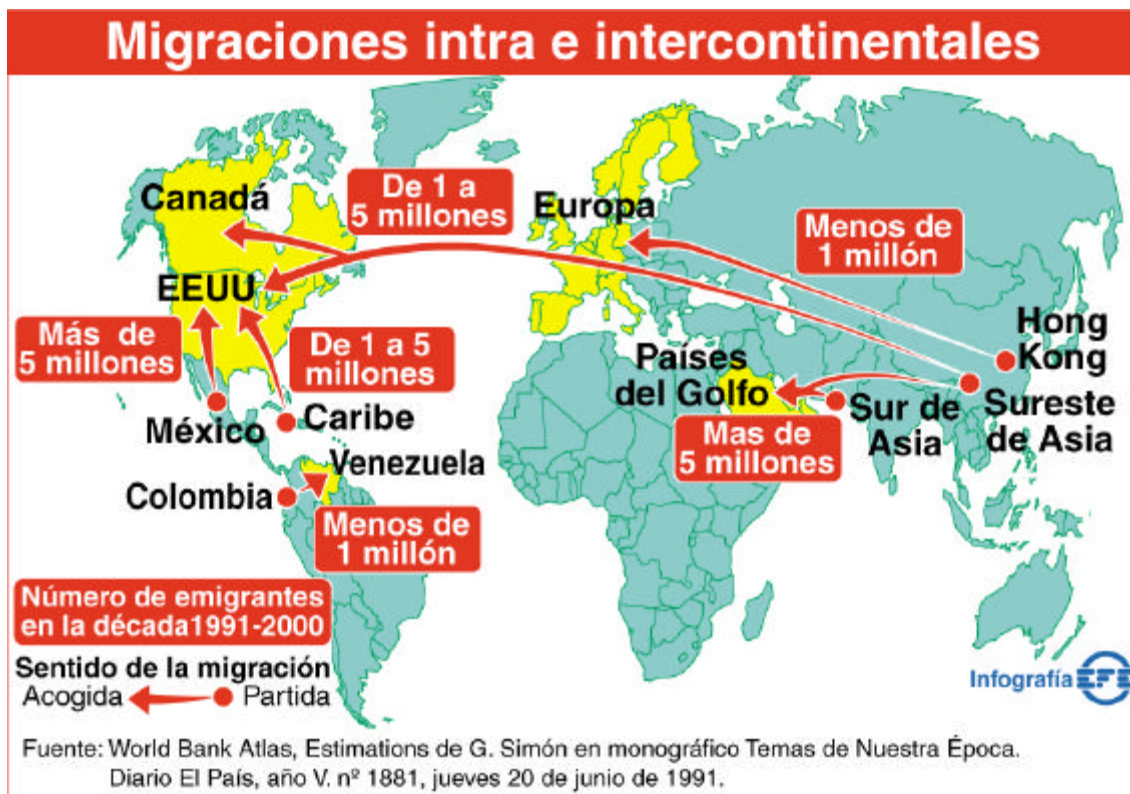 Migraciones intra e intercontinentales
Canadá
De 1 a
5 millones
Europa
Menos de
1 millón
EEUU
Más de
5 millones
De 1 a 5
millones
Hong
Kong
Países
del Golfo
México
Caribe
Sur de
Asia
Sureste
de Asia
Mas de
5 millones
Venezuela
Colombia
Menos de
1 millón
Número de emigrantes
en la década1991-2000
Sentido de la migración
Acogida Partida
Infografía EFE
Fuente: World Bank Atlas, Estimations de G. Simón en monográfico Temas de Nuestra Época.
Diario El País, año V. nº 1881, jueves 20 de junio de 1991.